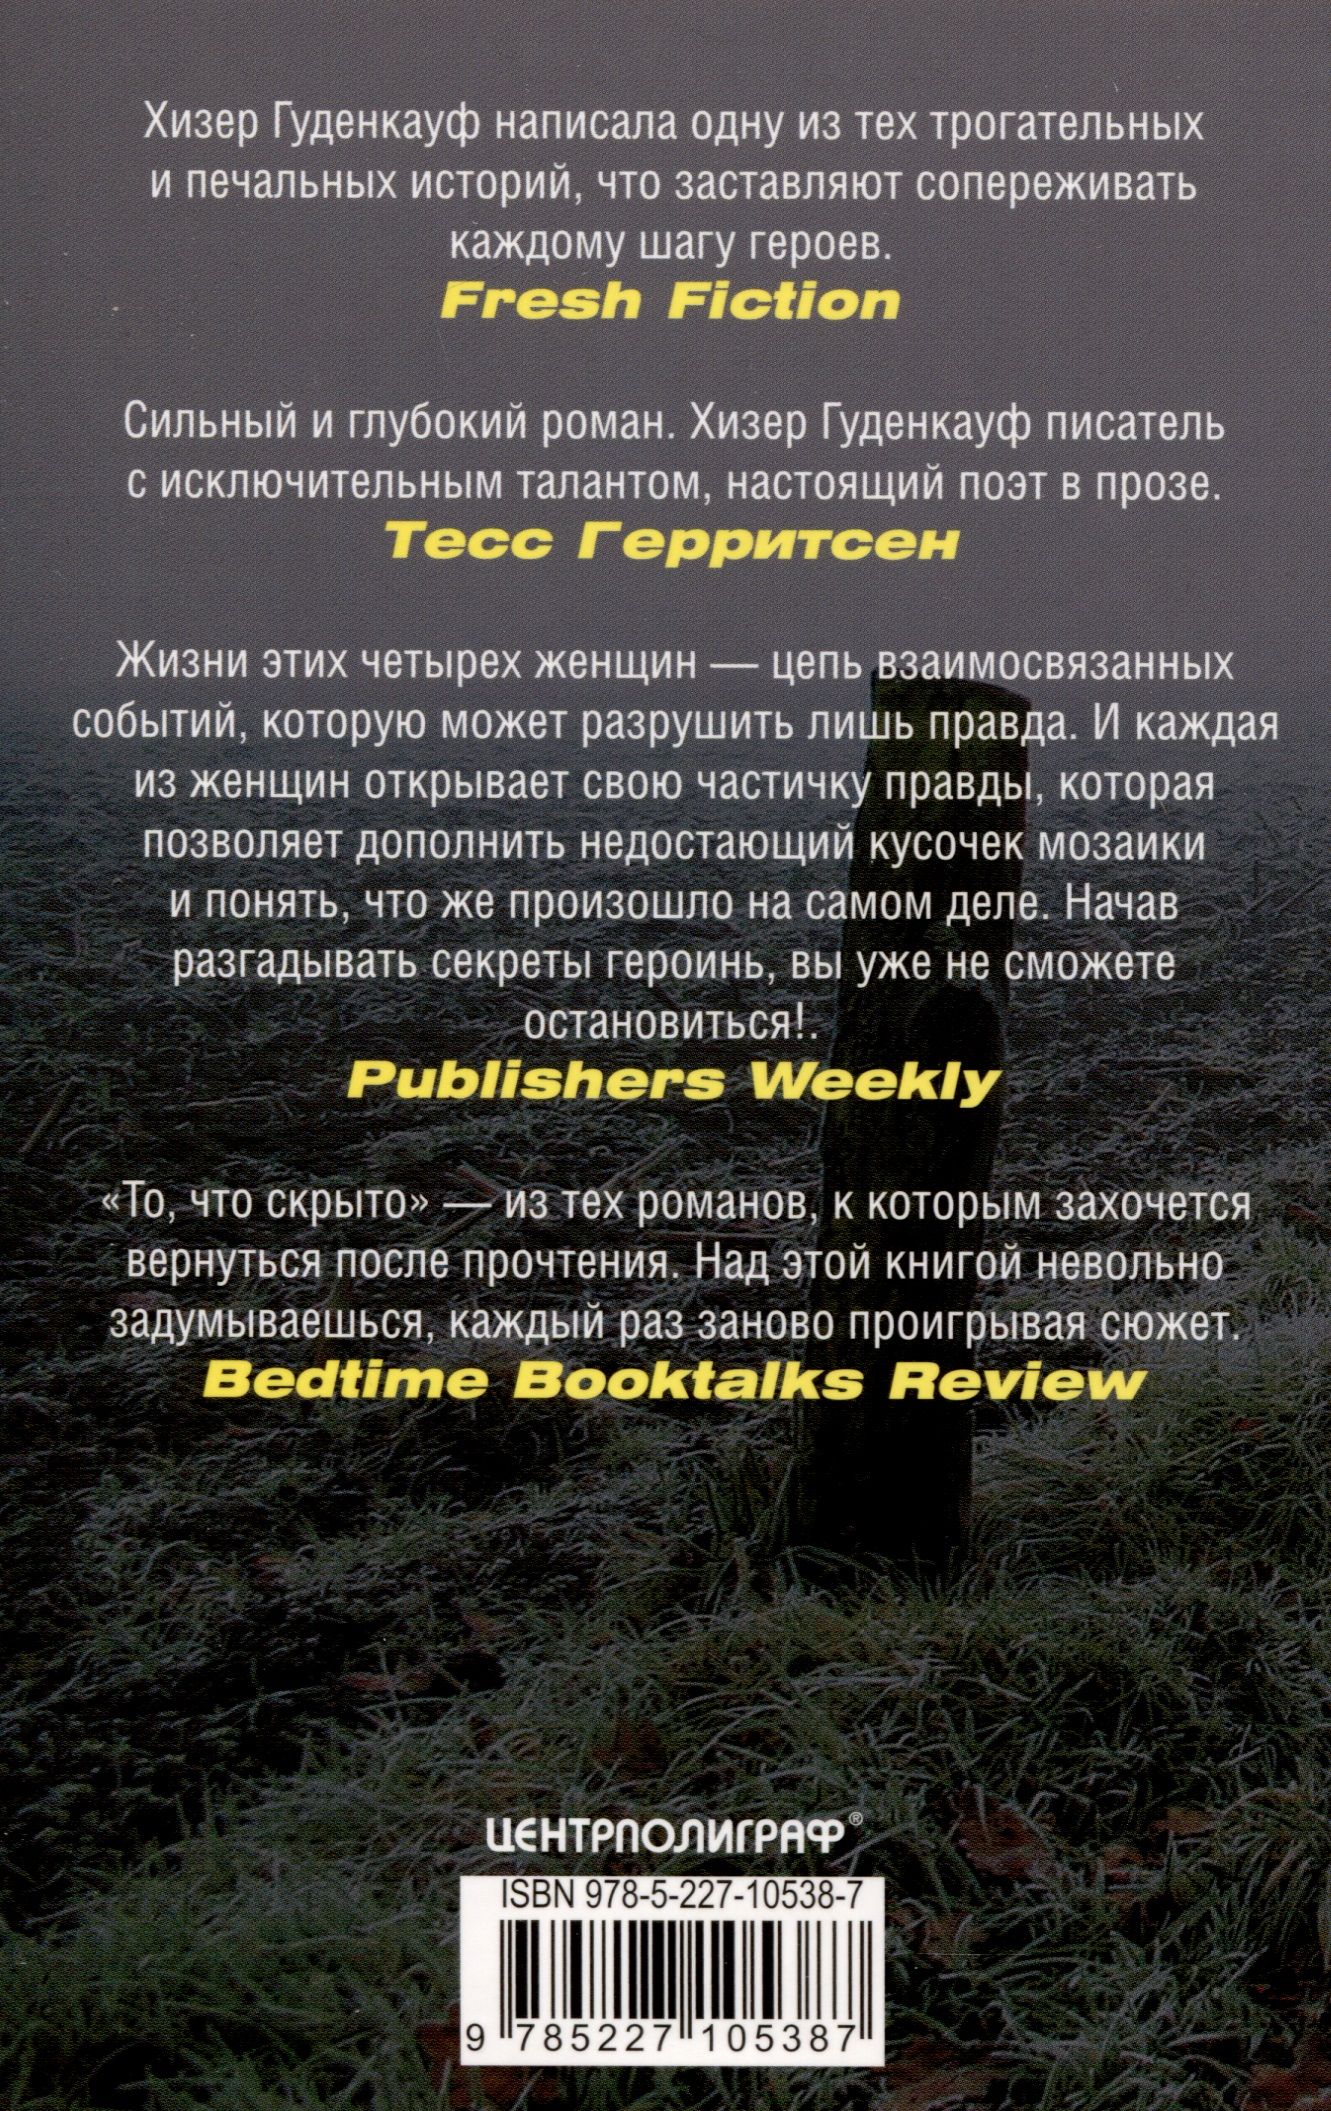 Хизер Гуденкауф написала одну из тех трогательных
и печальных историй, что заставляют сопереживать
каждому шагу героев.
Fresh Fiction
Сильный и глубокий роман. Хизер Гуденкауф писатель
с исключительным талантом, настоящий поэт в прозе.
Тесс Герритсен
Жизни этих четырех женщин — цепь взаимосвязанных
событий, которую может разрушить лишь правда. И каждая
из женщин открывает свою частичку правды, которая
позволяет дополнить недостающий кусочек мозаики
и понять, что же произошло на самом деле. Начав
разгадывать секреты героинь, вы уже не сможете
остановиться!.
Publishers Weekly
«То, что скрыто» — из тех романов, к которым захочется
вернуться после прочтения. Над этой книгой невольно
задумываешься, каждый раз заново проигрывая сюжет.
Bedtime Booktalks Review
ЦЕНТРПОЛИГРАФ®
ISBN 978-5-227-10538-7
9 785227 105387